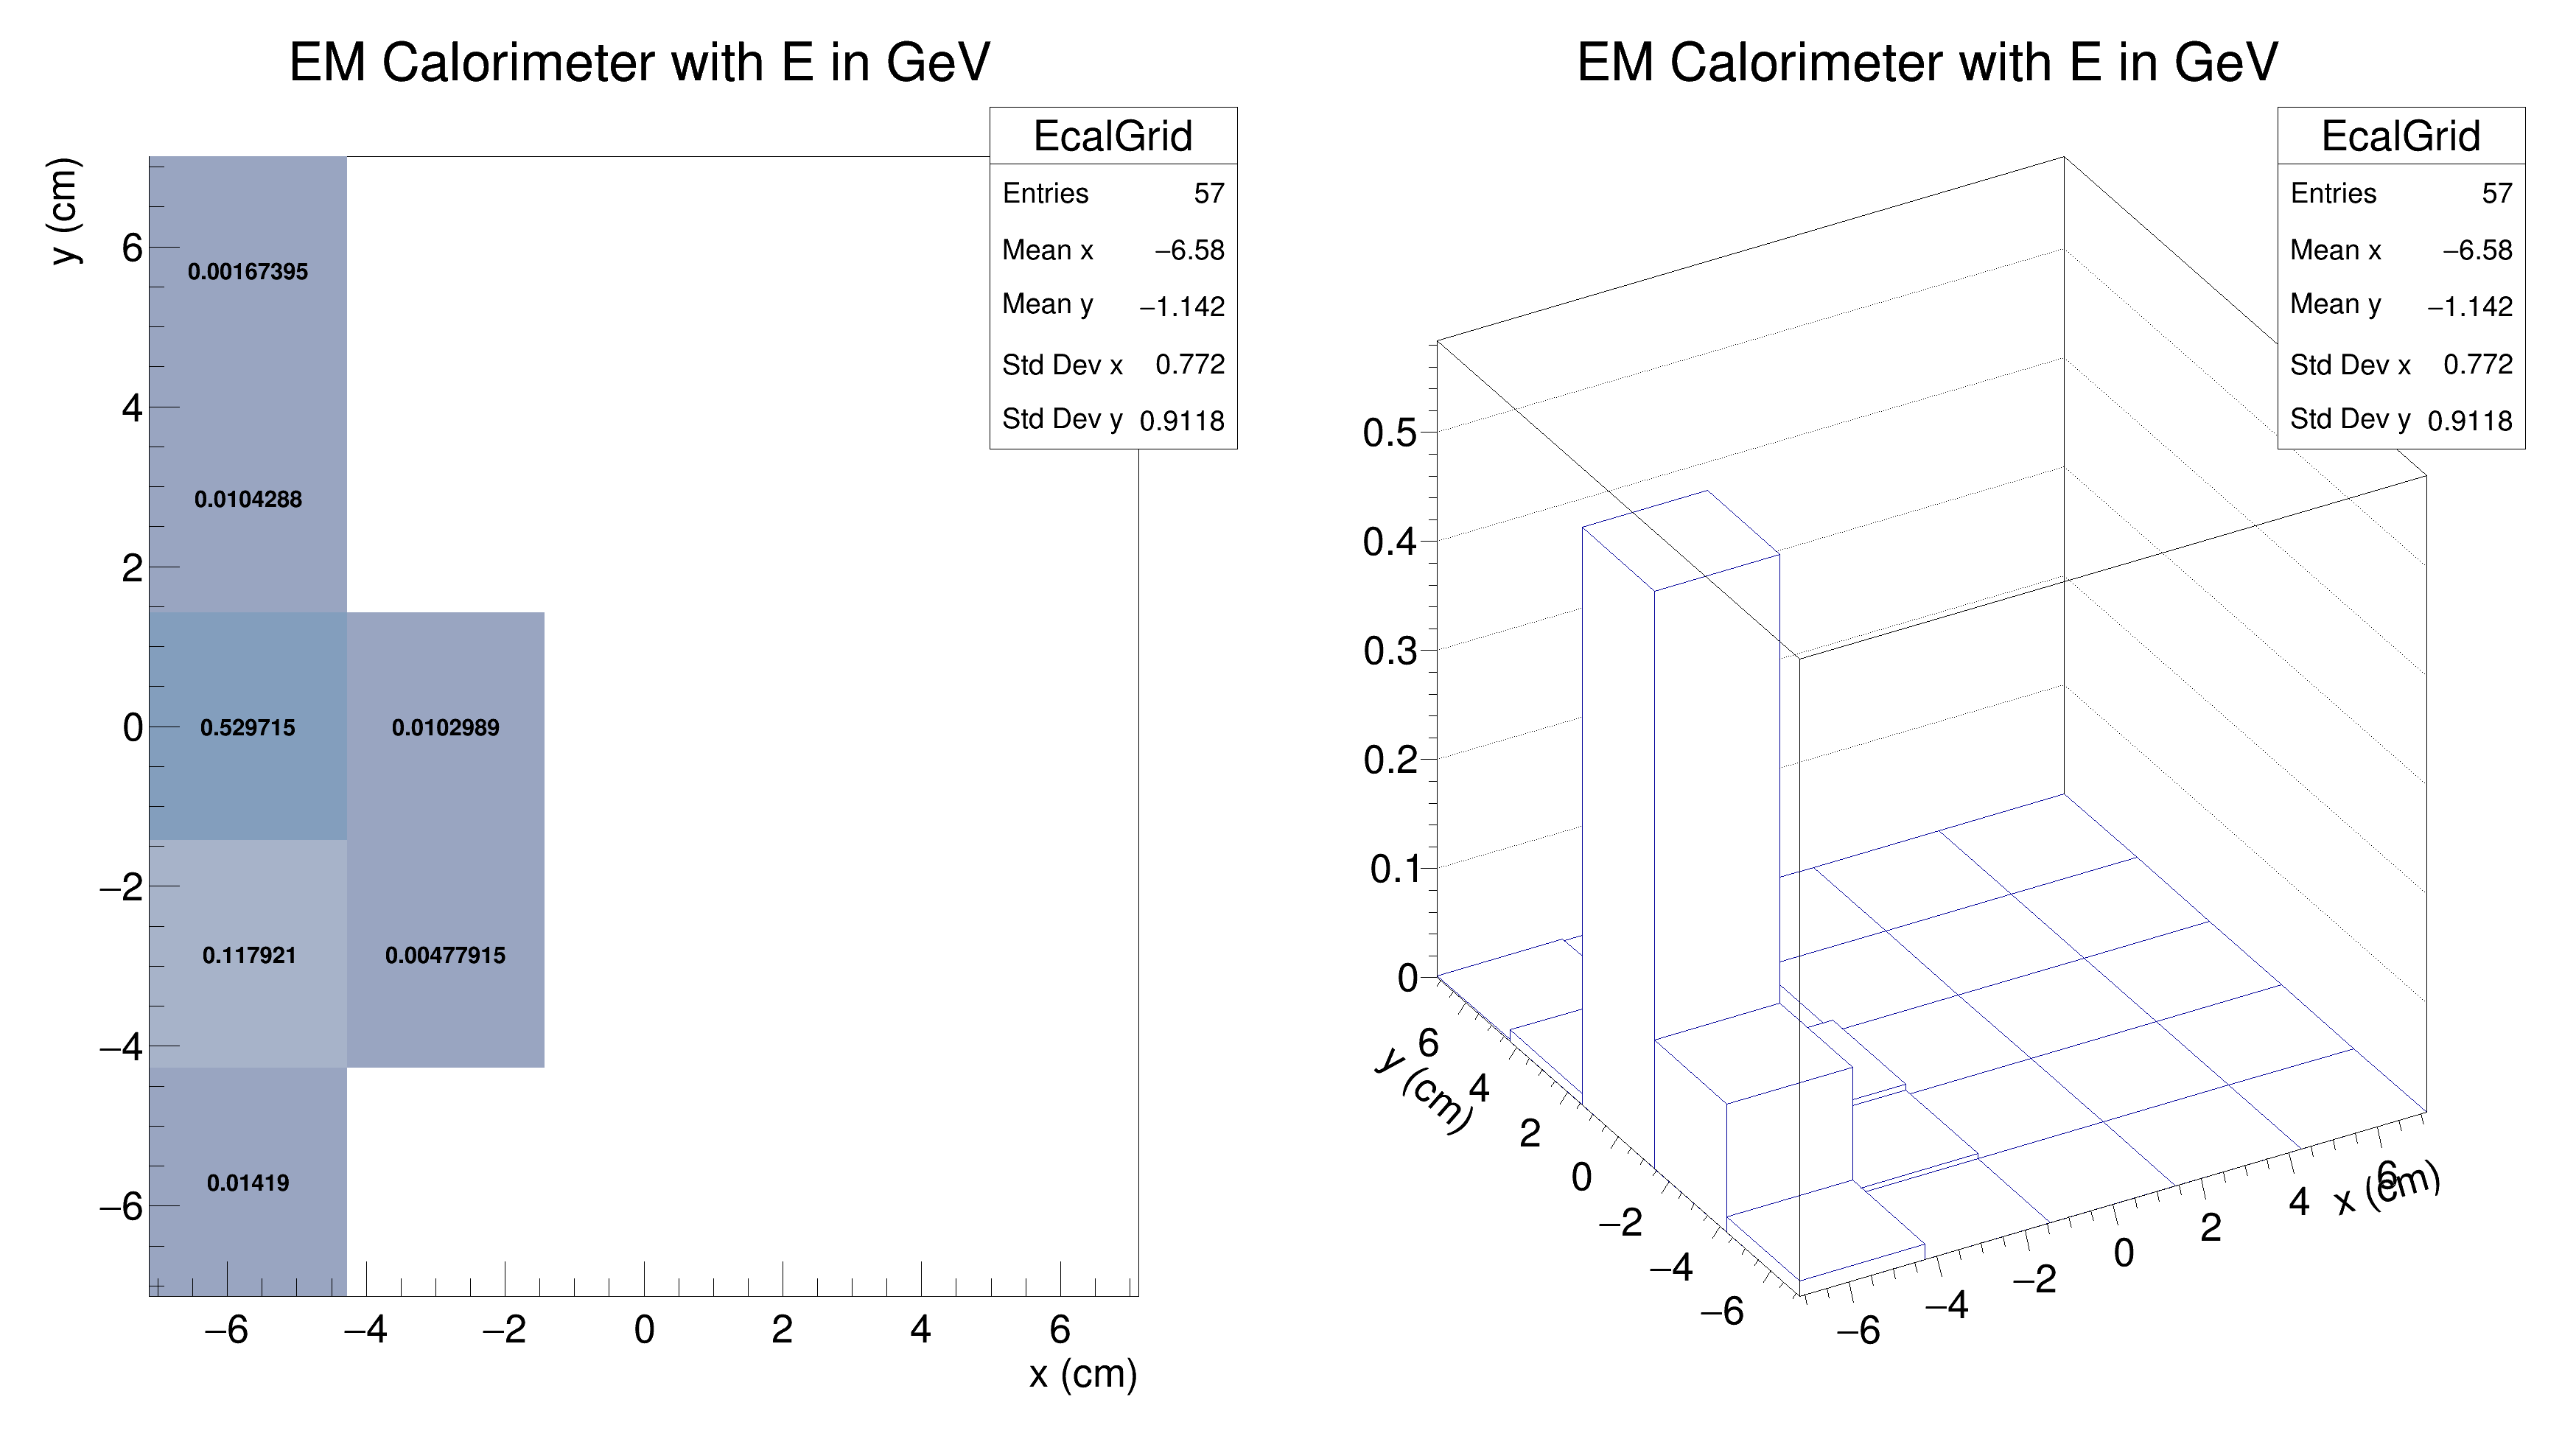 EM Calorimeter with E in GeV
EcalGrid
Entries 57
Mean x −6.58
Mean y −1.142
Std Dev x 0.772
Std Dev y 0.9118
y (cm)
6
4
2
0
−2
−4
−6
0.00167395
0.0104288
0.529715 0.0102989
0.117921 0.00477915
0.01419
−6 −4 −2 0 2 4 6
x (cm)
EM Calorimeter with E in GeV
EcalGrid
Entries 57
Mean x −6.58
Mean y −1.142
Std Dev x 0.772
Std Dev y 0.9118
0.5
0.4
0.3
0.2
0.1
0
y (cm)
6
4
2
0
−2
−4
−6
−6 −4 −2 0 2 4 6
x (cm)